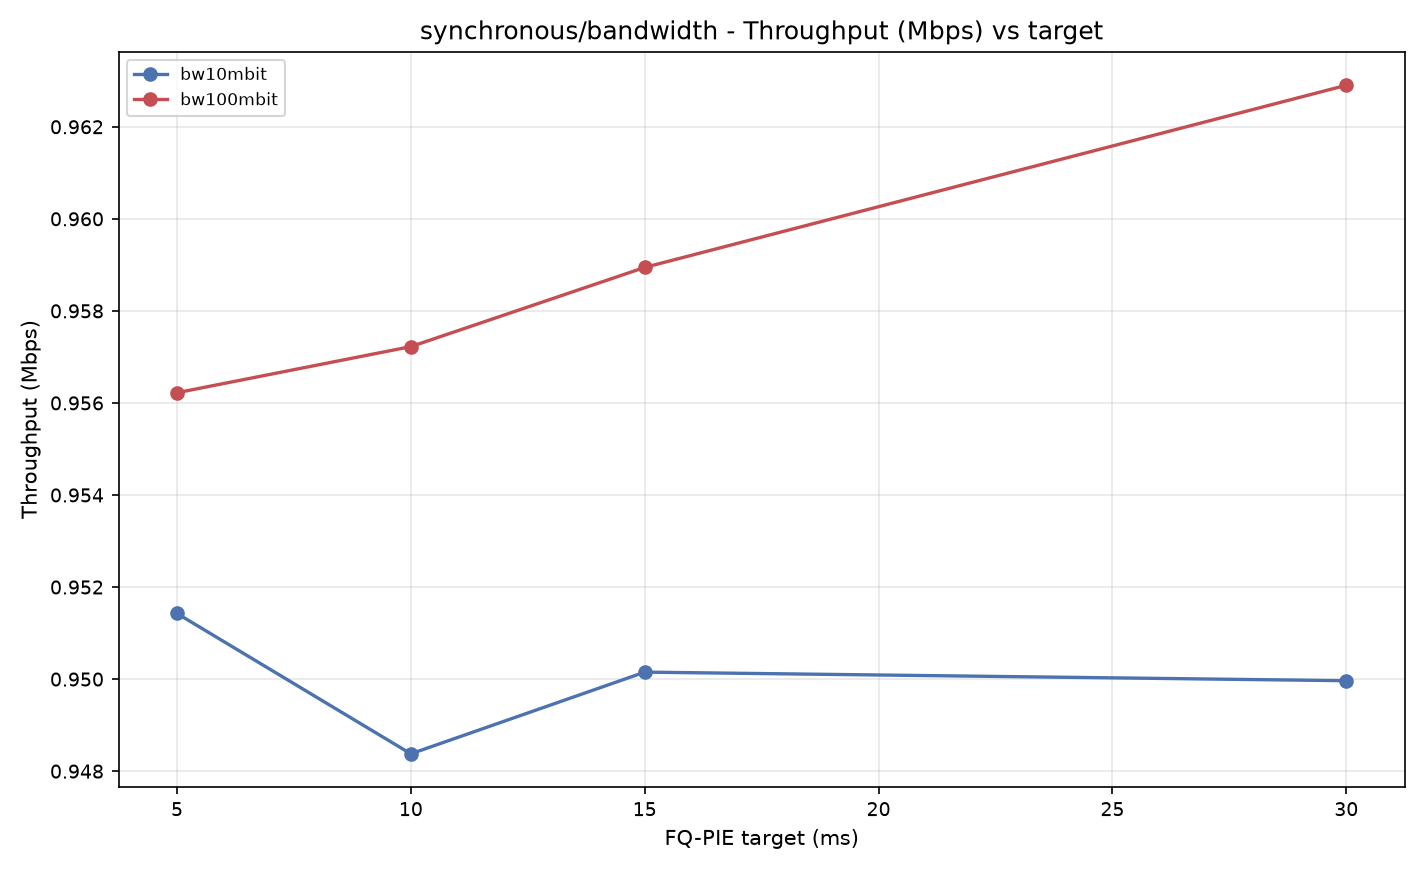 synchronous/bandwidth - Throughput (Mbps) vs target
bw10mbit
bw100mbit
0.962
0.960
0.958
0.956
0.954
0.952
0.950
0.948
Throughput (Mbps)
5 10 15 20 25 30
FQ-PIE target (ms)